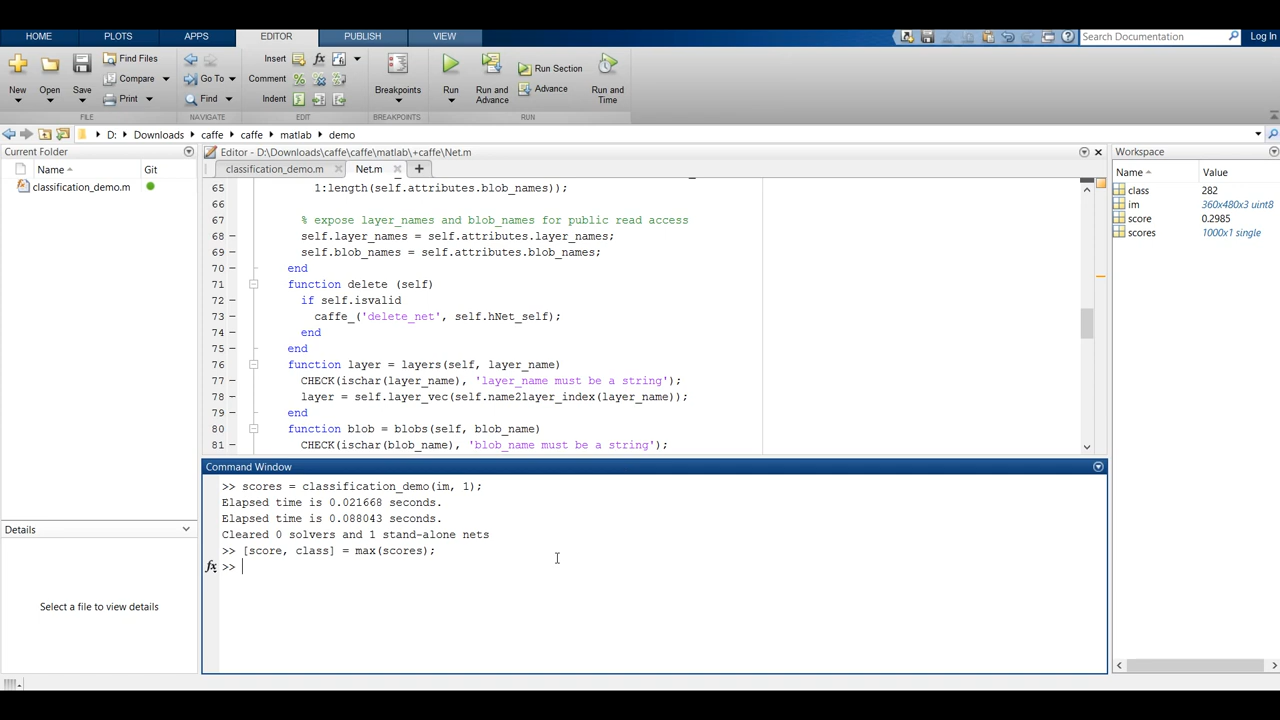 HOME PLOTS APPS EDITOR PUBLISH VIEW Search Documentation Log In
New Open Save Find Files Compare Print Go To Find Insert fx Comment Indent Breakpoints Run Run and Advance Run Section Advance Run and Time
FILE NAVIGATE EDIT BREAKPOINTS RUN
D: Downloads caffe caffe matlab demo
Current Folder
Name Git
classification_demo.m
Details
Select a file to view details
Editor - D:\Downloads\caffe\caffe\matlab\+caffe\Net.m
classification_demo.m Net.m
65 1:length(self.attributes.blob_names));
66
67 % expose layer_names and blob_names for public read access
68 self.layer_names = self.attributes.layer_names;
69 self.blob_names = self.attributes.blob_names;
70 end
71 function delete (self)
72 if self.isvalid
73 caffe_('delete_net', self.hNet_self);
74 end
75 end
76 function layer = layers(self, layer_name)
77 CHECK(ischar(layer_name), 'layer_name must be a string');
78 layer = self.layer_vec(self.name2layer_index(layer_name));
79 end
80 function blob = blobs(self, blob_name)
81 CHECK(ischar(blob_name), 'blob_name must be a string');
Command Window
>> scores = classification_demo(im, 1);
Elapsed time is 0.021668 seconds.
Elapsed time is 0.088043 seconds.
Cleared 0 solvers and 1 stand-alone nets
>> [score, class] = max(scores);
fx >>
Workspace
Name Value
class 282
im 360x480x3 uint8
score 0.2985
scores 1000x1 single